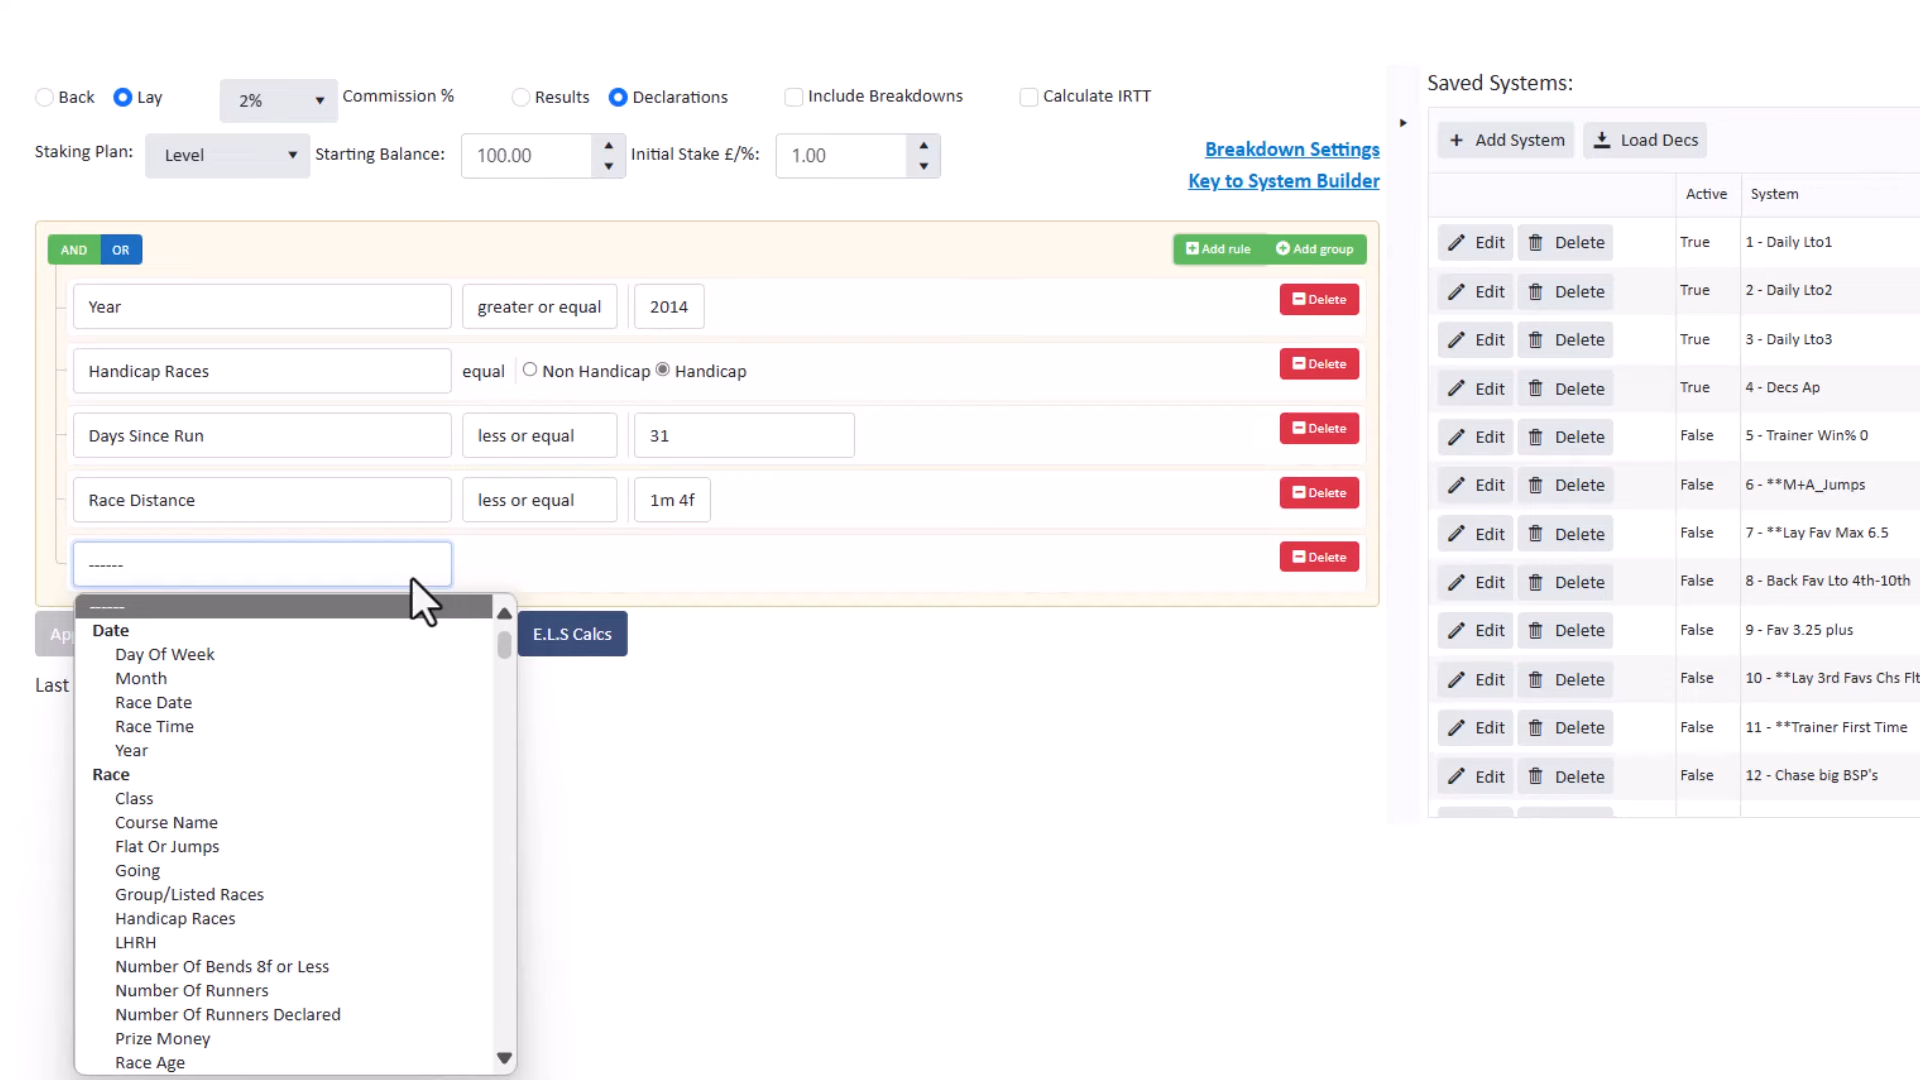 Back Lay 2% Commission % Results Declarations Include Breakdowns Calculate IRTT
Staking Plan: Level Starting Balance: 100.00 Initial Stake £/%: 1.00
Breakdown Settings
Key to System Builder
AND OR Add rule Add group
Year greater or equal 2014 Delete
Handicap Races equal Non Handicap Handicap Delete
Days Since Run less or equal 31 Delete
Race Distance less or equal 1m 4f Delete
------ Delete
------
Date
Day Of Week
Month
Race Date
Race Time
Year
Race
Class
Course Name
Flat Or Jumps
Going
Group/Listed Races
Handicap Races
LHRH
Number Of Bends 8f or Less
Number Of Runners
Number Of Runners Declared
Prize Money
Race Age
E.L.S Calcs
Last
Saved Systems:
Add System Load Decs
Active System
Edit Delete True 1 - Daily Lto1
Edit Delete True 2 - Daily Lto2
Edit Delete True 3 - Daily Lto3
Edit Delete True 4 - Decs Ap
Edit Delete False 5 - Trainer Win% 0
Edit Delete False 6 - **M+A_Jumps
Edit Delete False 7 - **Lay Fav Max 6.5
Edit Delete False 8 - Back Fav Lto 4th-10th
Edit Delete False 9 - Fav 3.25 plus
Edit Delete False 10 - **Lay 3rd Favs Chs Flt
Edit Delete False 11 - **Trainer First Time
Edit Delete False 12 - Chase big BSP's